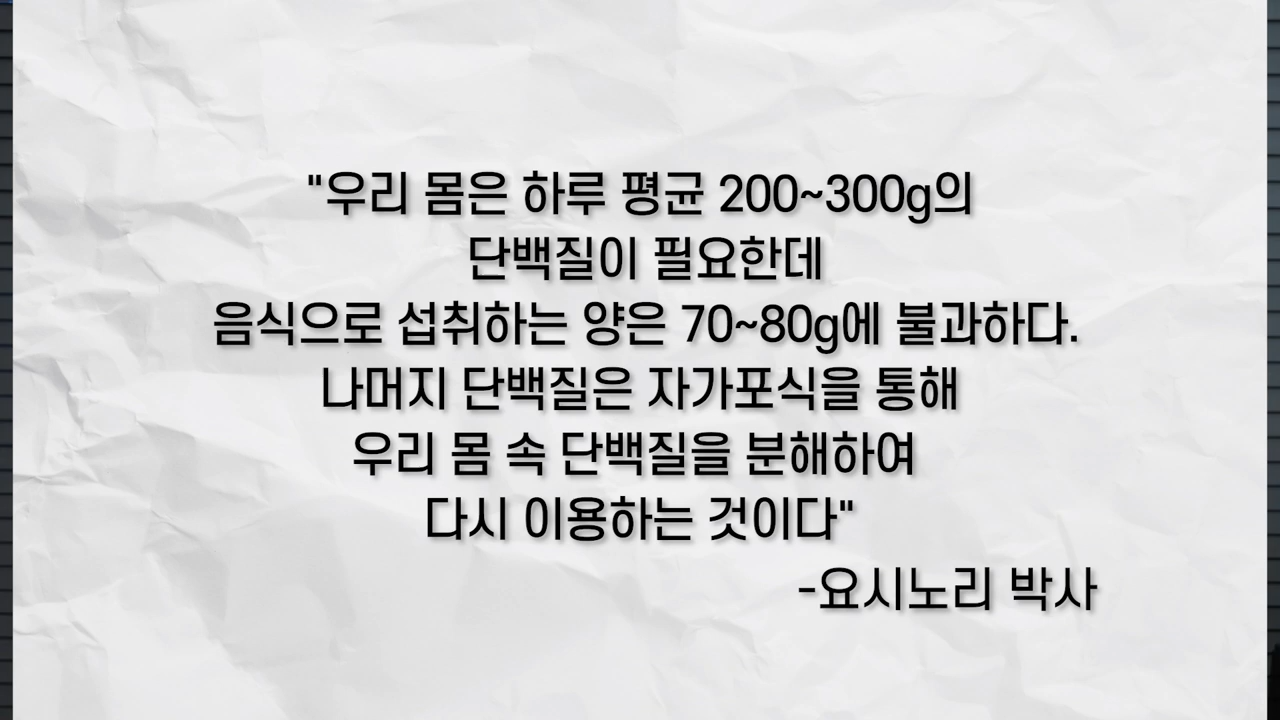 "우리 몸은 하루 평균 200~300g의
단백질이 필요한데
음식으로 섭취하는 양은 70~80g에 불과하다.
나머지 단백질은 자가포식을 통해
우리 몸 속 단백질을 분해하여
다시 이용하는 것이다"
-요시노리 박사